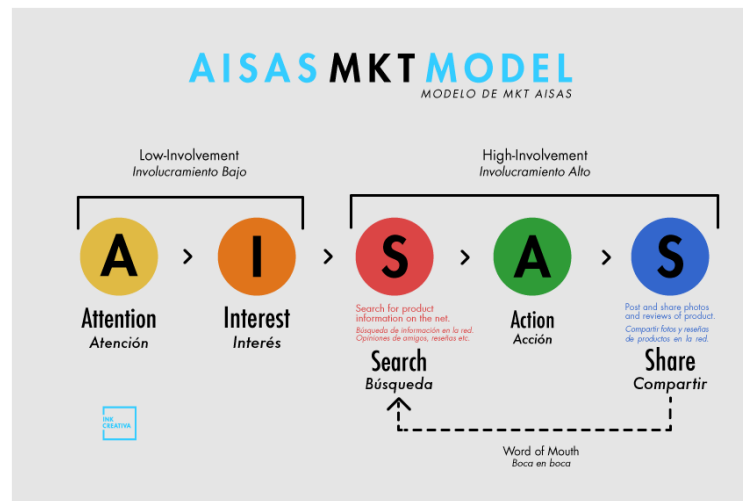 AISAS MKT MODEL
MODELO DE MKT AISAS
Low-Involvement
Involucramiento Bajo
High-Involvement
Involucramiento Alto
A > I > S > A > S
Attention
Atención
Interest
Interés
Search for product
information on the net.
Búsqueda de información en la red.
Opiniones de amigos, reseñas etc.
Search
Búsqueda
Action
Acción
Post and share photos
and reviews of product.
Compartir fotos y reseñas
de productos en la red.
Share
Compartir
Word of Mouth
Boca en boca
INK
CREATIVA